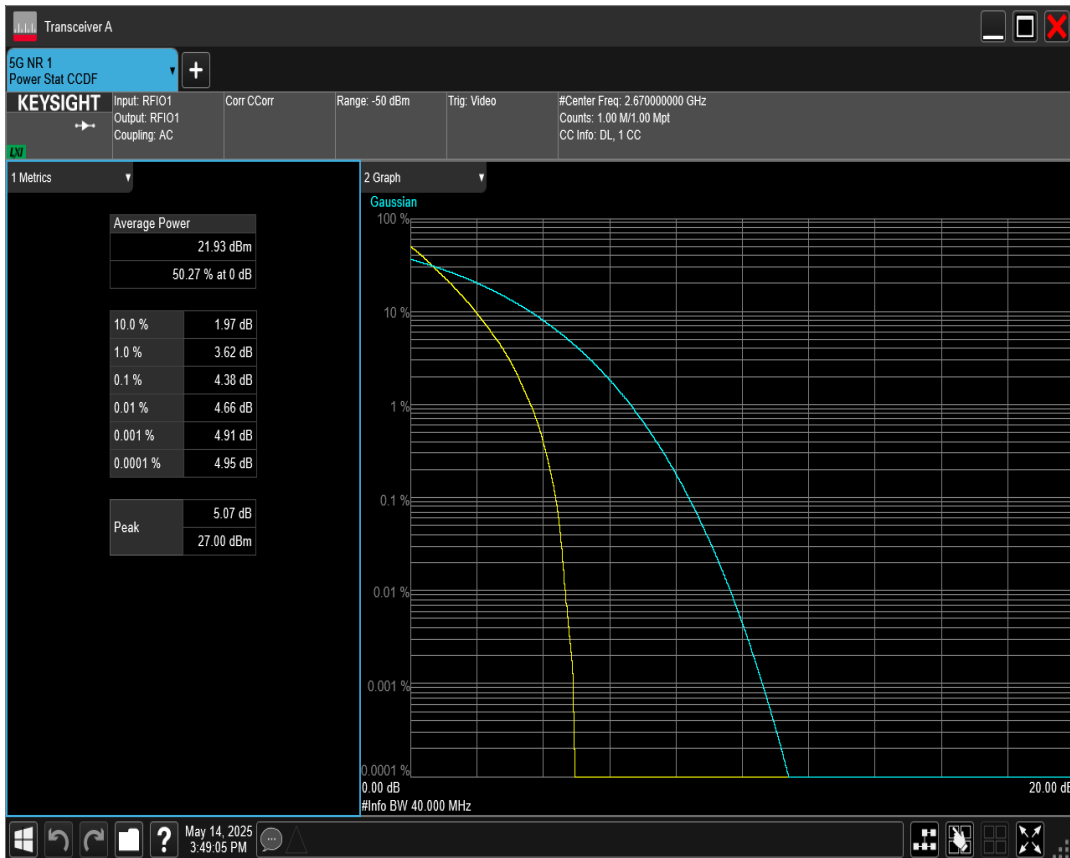 Transceiver A
5G NR 1
Power Stat CCDF
KEYSIGHT
LXI
Input: RFIO1
Output: RFIO1
Coupling: AC
Corr CCorr
Range: -50 dBm
Trig: Video
#Center Freq: 2.670000000 GHz
Counts: 1.00 M/1.00 Mpt
CC Info: DL, 1 CC
1 Metrics
Average Power
21.93 dBm
50.27 % at 0 dB
10.0 % 1.97 dB
1.0 % 3.62 dB
0.1 % 4.38 dB
0.01 % 4.66 dB
0.001 % 4.91 dB
0.0001 % 4.95 dB
Peak
5.07 dB
27.00 dBm
2 Graph
Gaussian
100 %
10 %
1 %
0.1 %
0.01 %
0.001 %
0.0001 %
0.00 dB 20.00 dB
#Info BW 40.000 MHz
?
May 14, 2025
3:49:05 PM